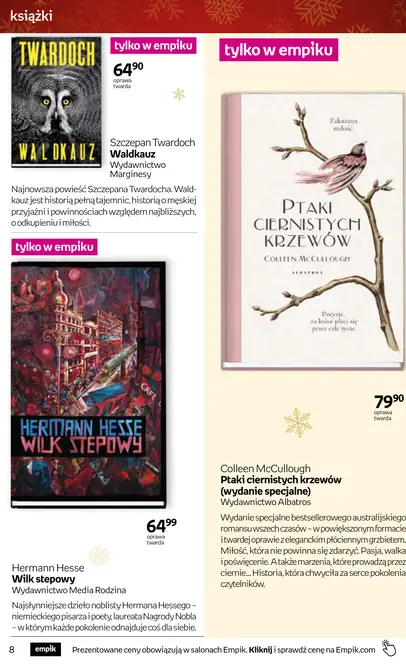 książki
TWARDOCH
WALDKAUZ
tylko w empiku
64⁹⁰
oprawa
twarda
Szczepan Twardoch
Waldkauz
Wydawnictwo
Marginesy
Najnowsza powieść Szczepana Twardocha. Wald-
kauz jest historią pełną tajemnic, historią o męskiej
przyjaźni i powinnościach względem najbliższych,
o odkupieniu i miłości.
tylko w empiku
CAFE
HERMANN HESSE
WILK STEPOWY
64⁹⁹
oprawa
twarda
Hermann Hesse
Wilk stepowy
Wydawnictwo Media Rodzina
Najsłynniejsze dzieło noblisty Hermana Hessego –
niemieckiego pisarza i poety, laureata Nagrody Nobla
– w którym każde pokolenie odnajduje coś dla siebie.
tylko w empiku
Zakazana
miłość.
PTAKI
CIERNISTYCH
KRZEWÓW
COLLEEN McCULLOUGH
ALBATROS
Decyzje,
za które płaci się
przez całe życie.
79⁹⁰
oprawa
twarda
Colleen McCullough
Ptaki ciernistych krzewów
(wydanie specjalne)
Wydawnictwo Albatros
Wydanie specjalne bestsellerowego australijskiego
romansu wszech czasów – w powiększonym formacie
i twardej oprawie z eleganckim płóciennym grzbietem.
Miłość, która nie powinna się zdarzyć. Pasja, walka
i poświęcenie. A także marzenia, które prowadzą przez
ciernie... Historia, która chwyciła za serce pokolenia
czytelników.
8 empik Prezentowane ceny obowiązują w salonach Empik. Kliknij i sprawdź cenę na Empik.com